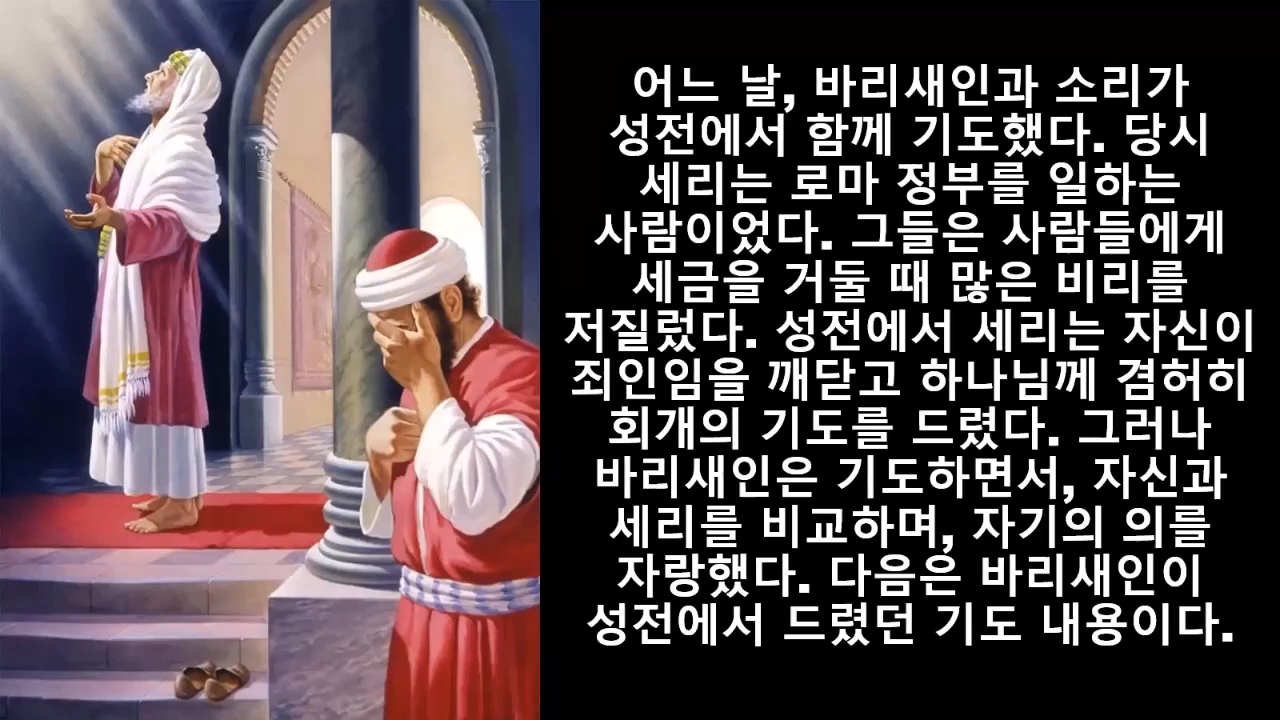 어느 날, 바리새인과 소리가
성전에서 함께 기도했다. 당시
세리는 로마 정부를 일하는
사람이었다. 그들은 사람들에게
세금을 거둘 때 많은 비리를
저질렀다. 성전에서 세리는 자신이
죄인임을 깨닫고 하나님께 겸허히
회개의 기도를 드렸다. 그러나
바리새인은 기도하면서, 자신과
세리를 비교하며, 자기의 의를
자랑했다. 다음은 바리새인이
성전에서 드렸던 기도 내용이다.